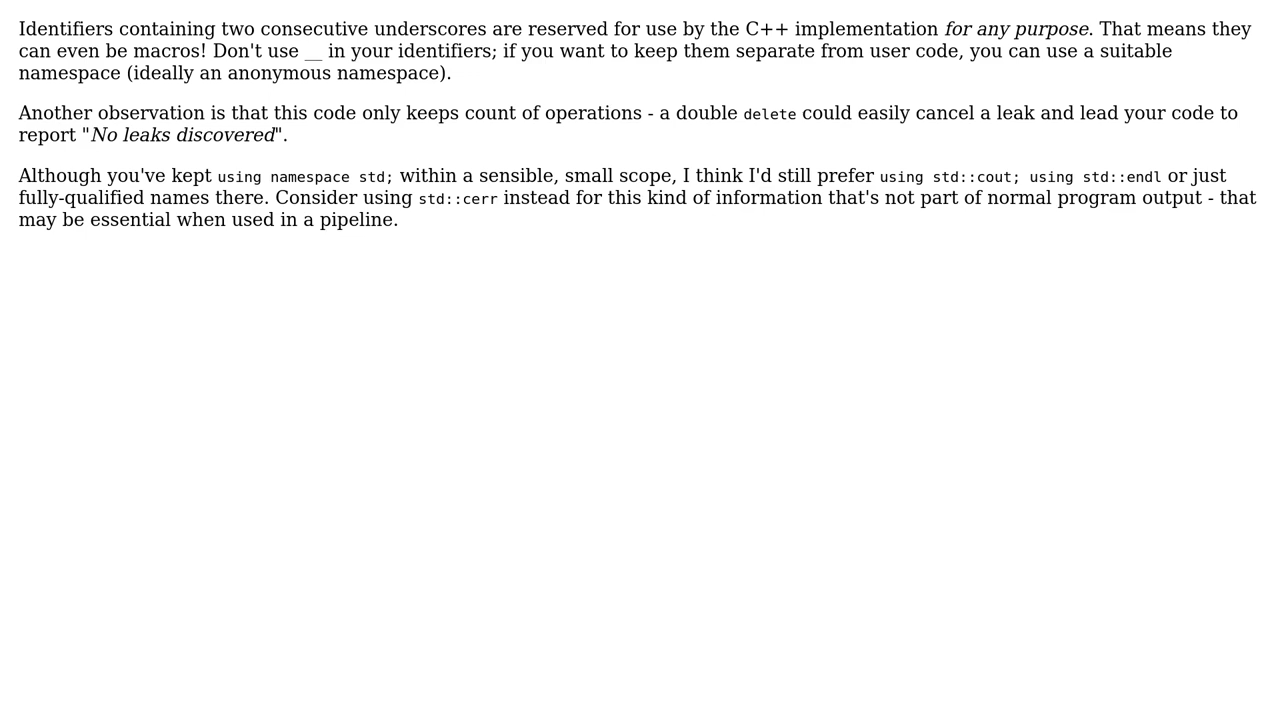 Identifiers containing two consecutive underscores are reserved for use by the C++ implementation for any purpose. That means they
can even be macros! Don't use __ in your identifiers; if you want to keep them separate from user code, you can use a suitable
namespace (ideally an anonymous namespace).
Another observation is that this code only keeps count of operations - a double delete could easily cancel a leak and lead your code to
report "No leaks discovered".
Although you've kept using namespace std; within a sensible, small scope, I think I'd still prefer using std::cout; using std::endl or just
fully-qualified names there. Consider using std::cerr instead for this kind of information that's not part of normal program output - that
may be essential when used in a pipeline.